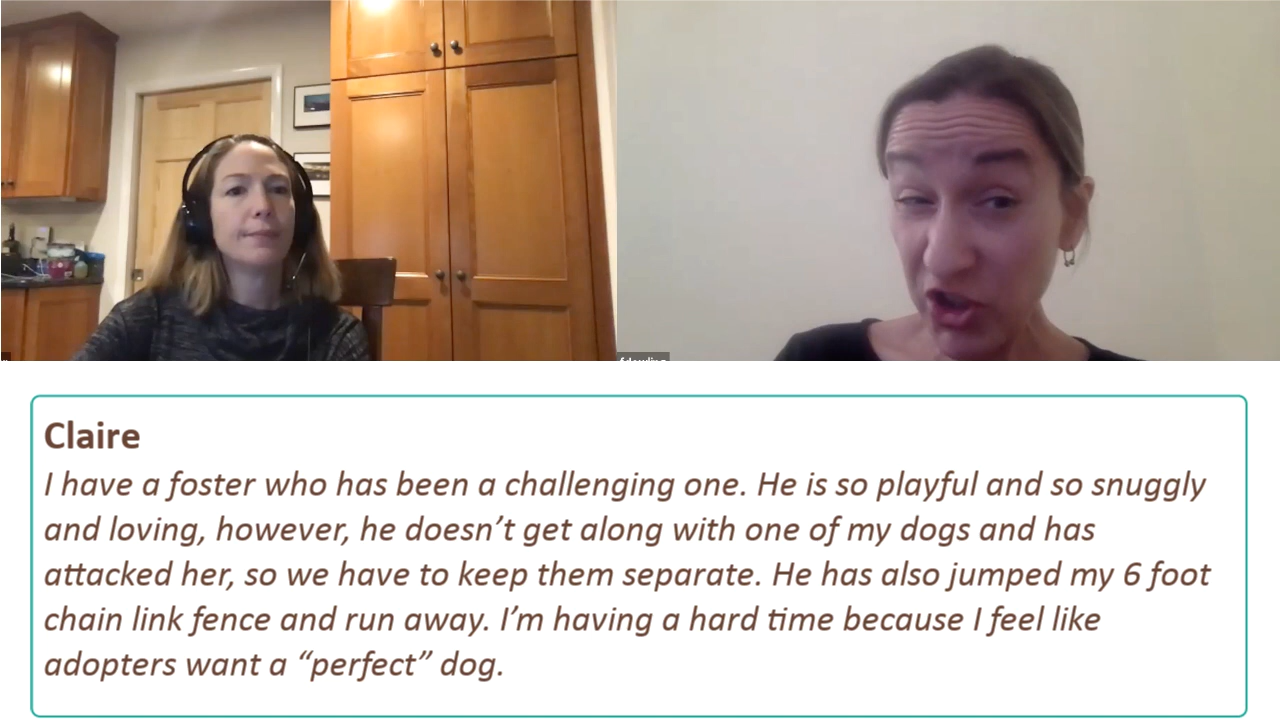 Claire
I have a foster who has been a challenging one. He is so playful and so snuggly
and loving, however, he doesn’t get along with one of my dogs and has
attacked her, so we have to keep them separate. He has also jumped my 6 foot
chain link fence and run away. I’m having a hard time because I feel like
adopters want a “perfect” dog.